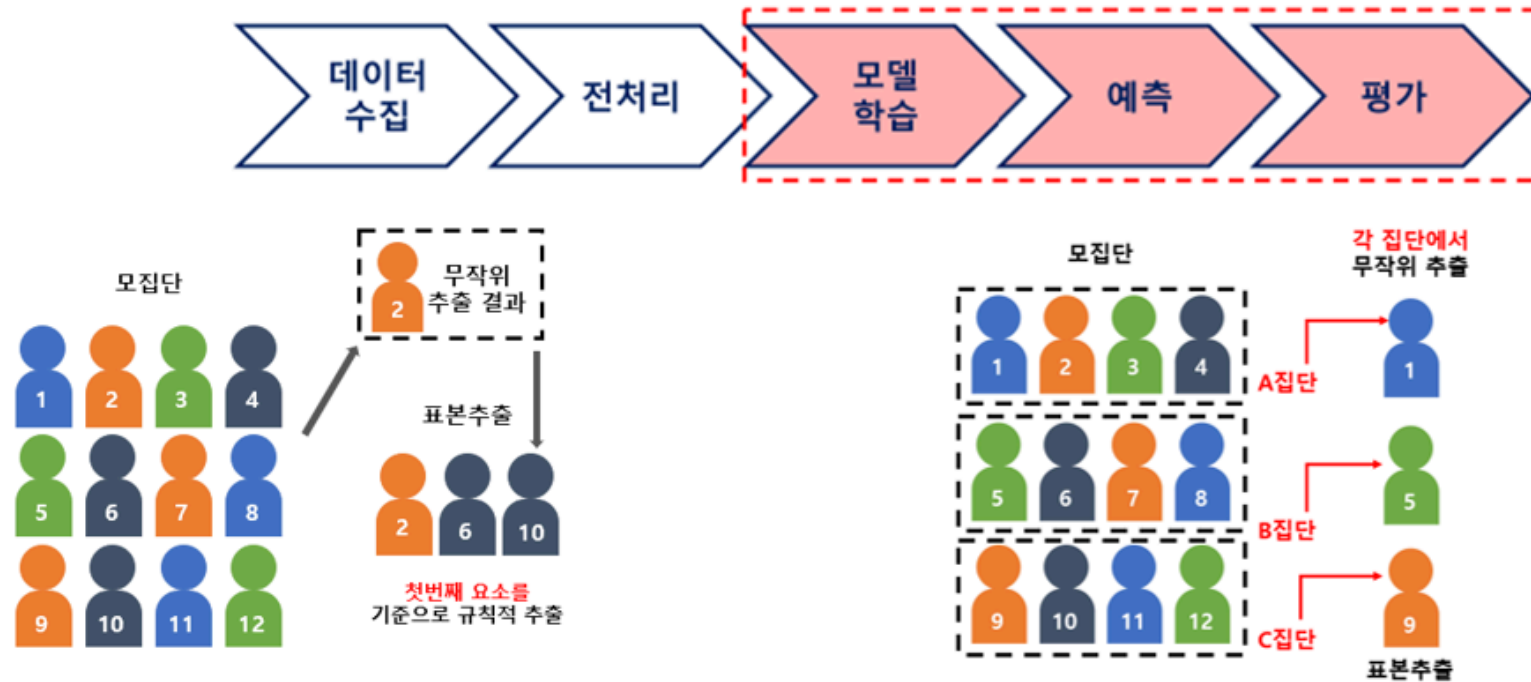 데이터
수집
전처리
모델
학습
예측
평가
모집단
1 2 3 4
5 6 7 8
9 10 11 12
2
무작위
추출 결과
표본추출
2 6 10
첫번째 요소를
기준으로 규칙적 추출
모집단
1 2 3 4
5 6 7 8
9 10 11 12
A집단
B집단
C집단
각 집단에서
무작위 추출
1
5
9
표본추출